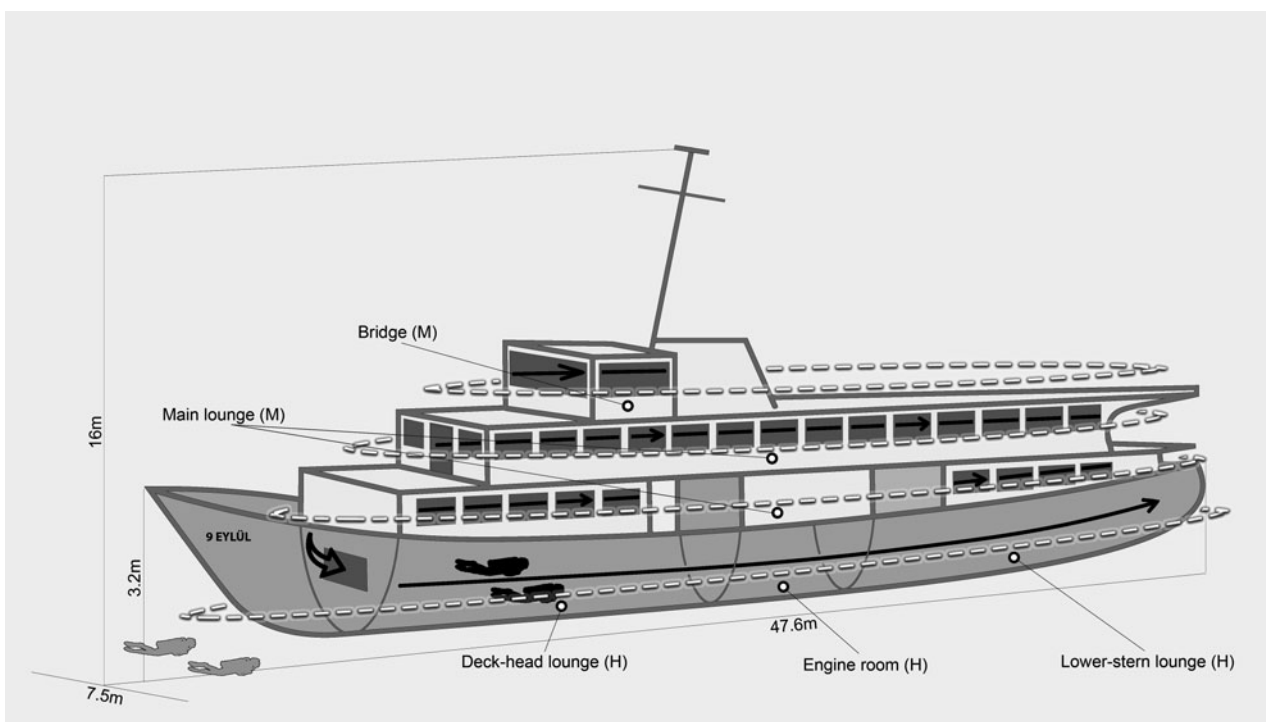 Bridge (M)
Main lounge (M)
16m
9 EYLÜL
3.2m
47.6m
Deck-head lounge (H)
Engine room (H)
Lower-stern lounge (H)
7.5m